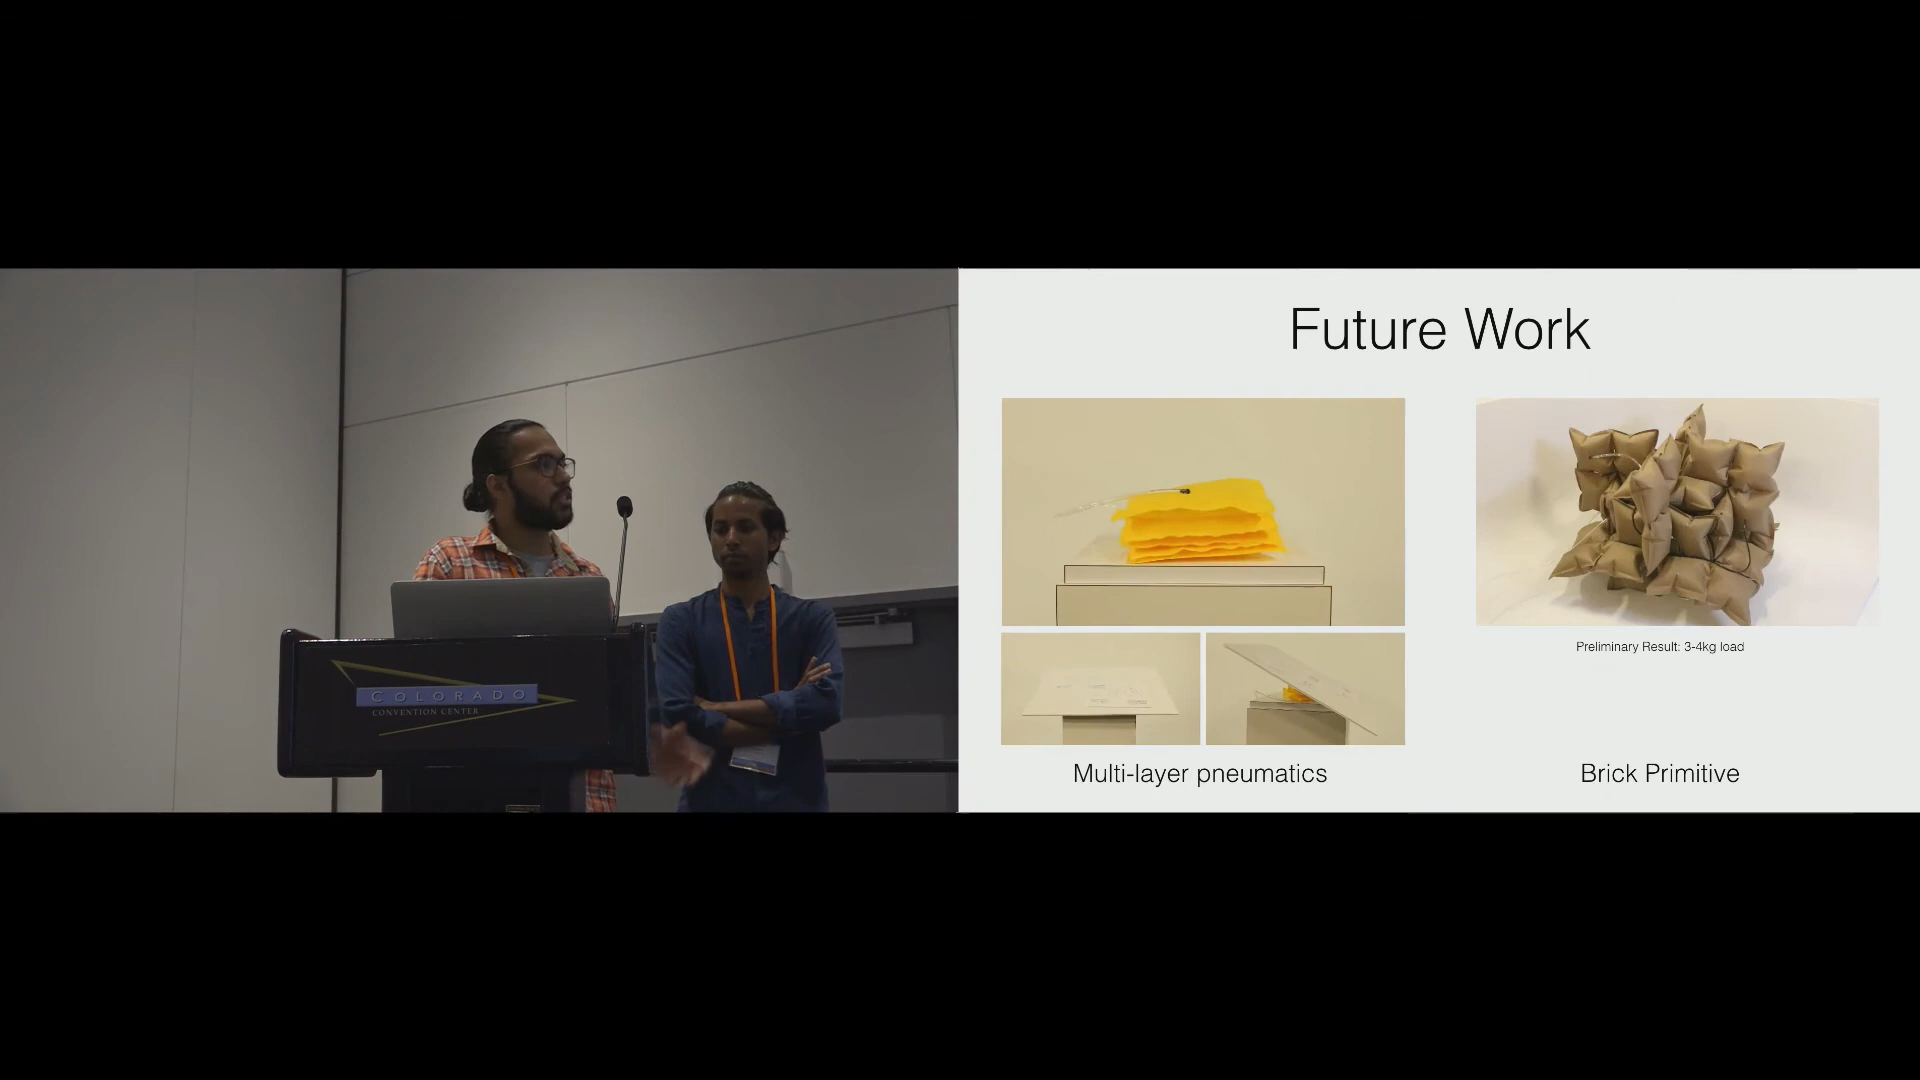 COLORADO
CONVENTION CENTER
Future Work
Preliminary Result: 3-4kg load
Multi-layer pneumatics
Brick Primitive